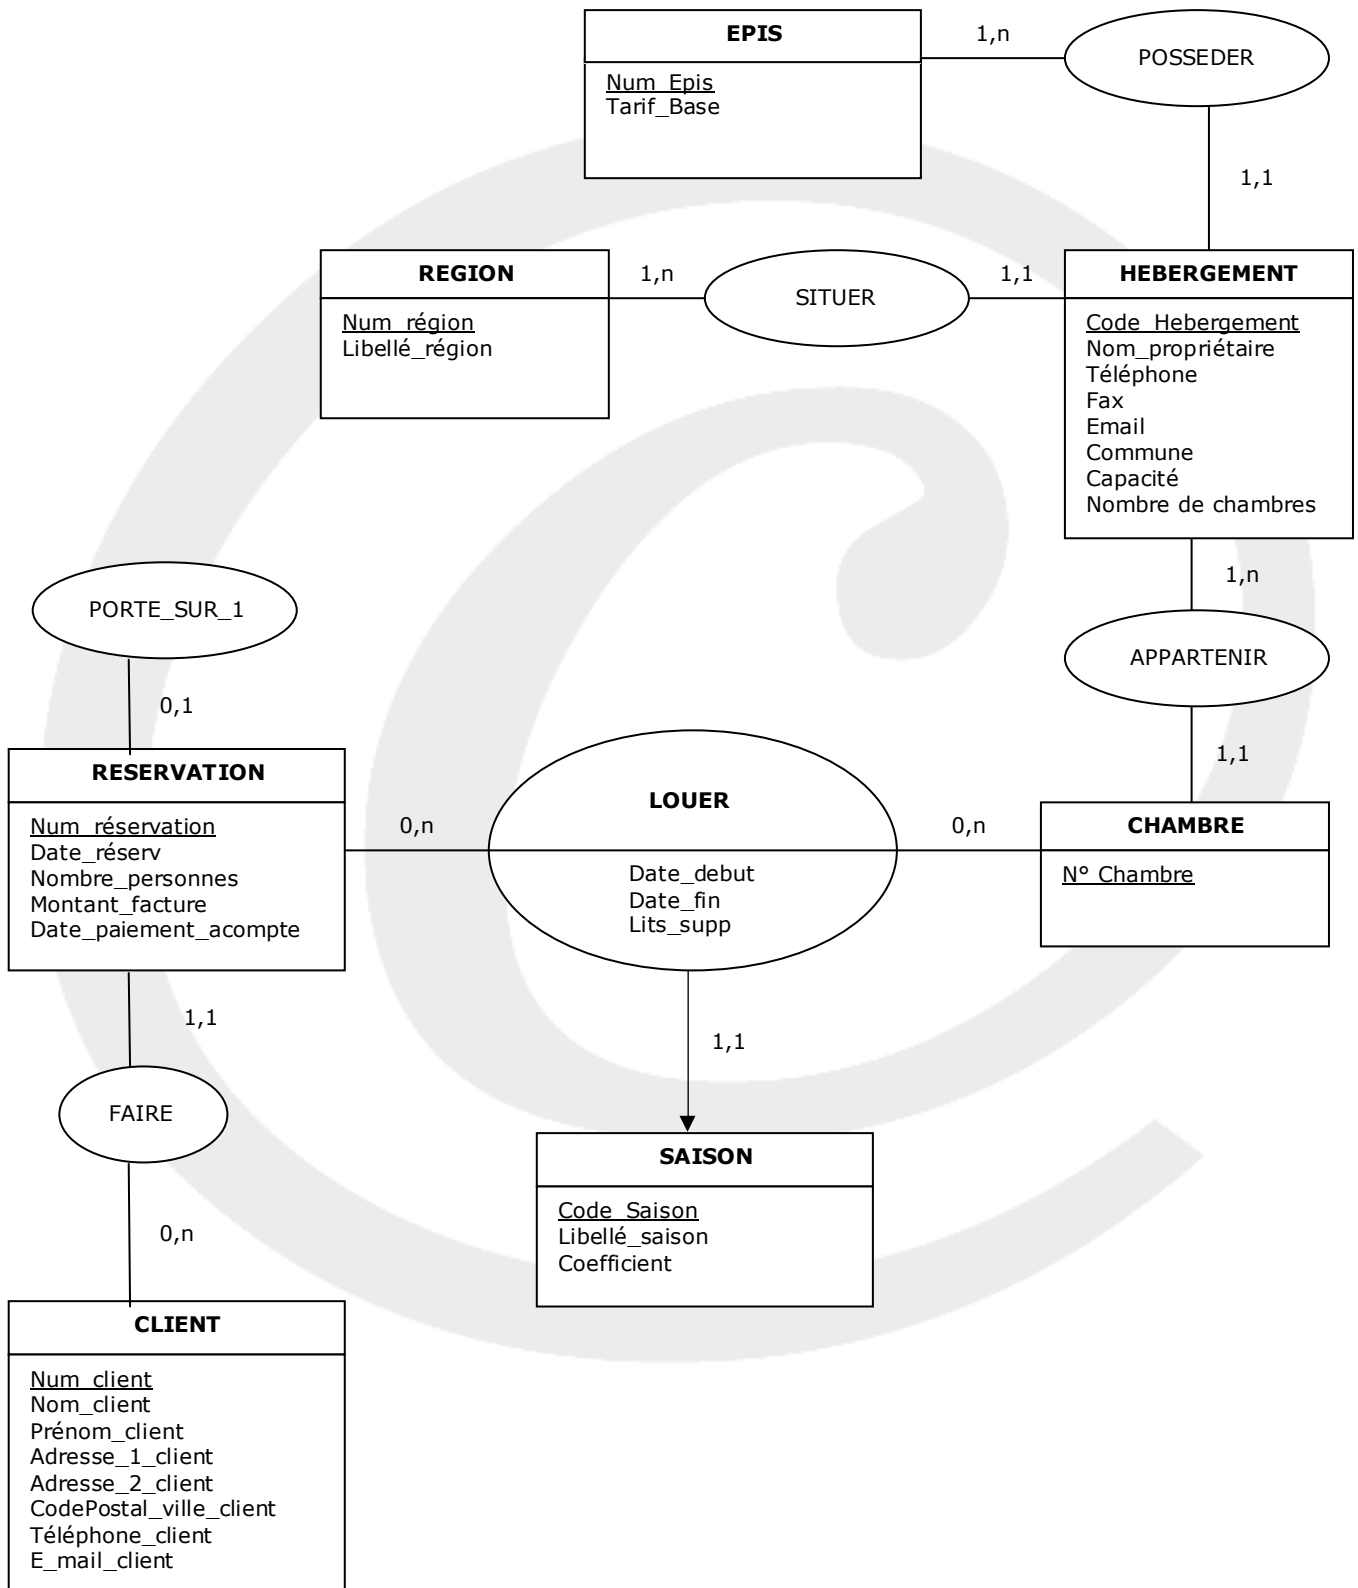 EPIS
Num_Epis
Tarif_Base
1,n
POSSEDER
1,1
REGION
Num_région
Libellé_région
1,n
SITUER
1,1
HEBERGEMENT
Code_Hebergement
Nom_propriétaire
Téléphone
Fax
Email
Commune
Capacité
Nombre de chambres
1,n
APPARTENIR
1,1
PORTE_SUR_1
0,1
RESERVATION
Num_réservation
Date_réserv
Nombre_personnes
Montant_facture
Date_paiement_acompte
0,n
LOUER
Date_debut
Date_fin
Lits_supp
0,n
CHAMBRE
N° Chambre
1,1
FAIRE
0,n
1,1
SAISON
Code_Saison
Libellé_saison
Coefficient
CLIENT
Num_client
Nom_client
Prénom_client
Adresse_1_client
Adresse_2_client
CodePostal_ville_client
Téléphone_client
E_mail_client